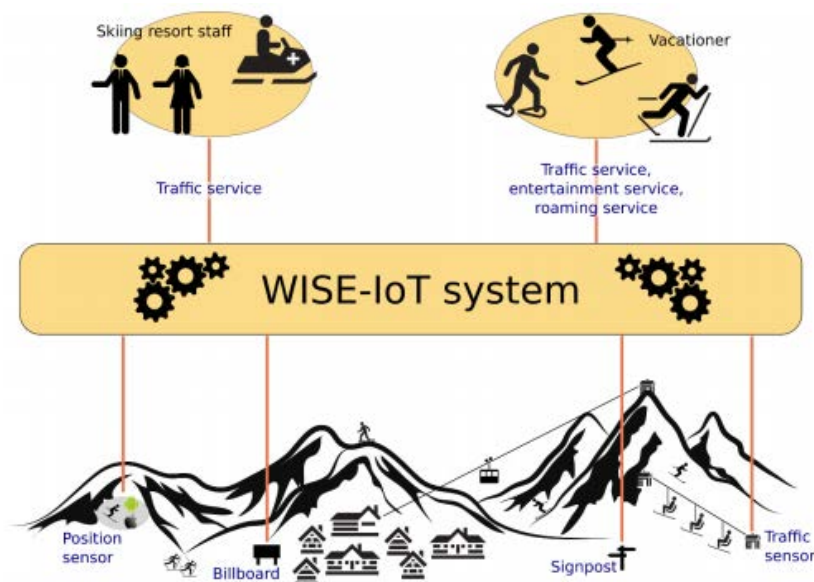 Skiing resort staff
Vacationer
Traffic service
Traffic service,
entertainment service,
roaming service
WISE-IoT system
Position
sensor
Billboard
Signpost
Traffic
sensor